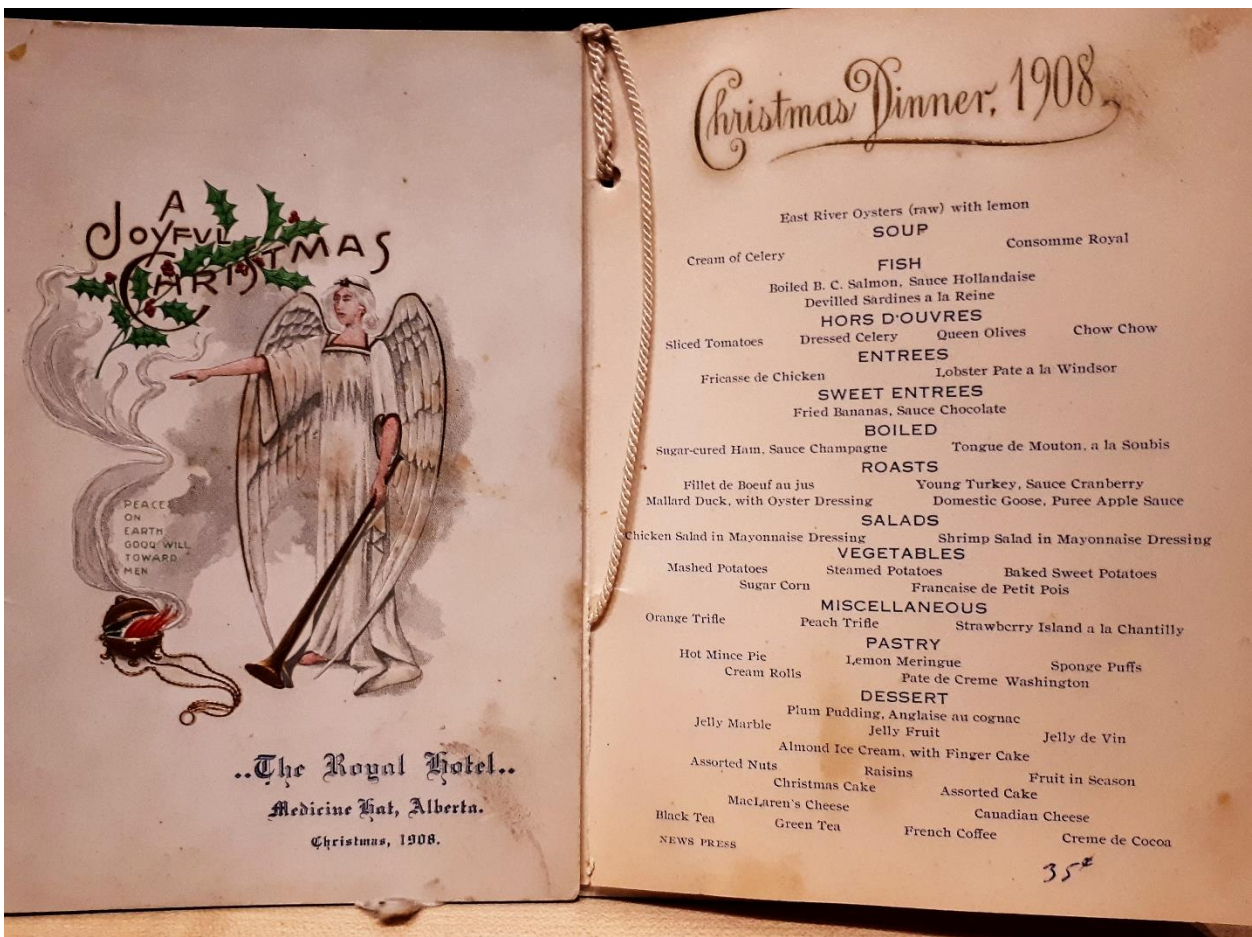 A
JOYFUL
CHRISTMAS
PEACE
ON
EARTH
GOOD WILL
TOWARD
MEN
..The Royal Hotel..
Medicine Hat, Alberta.
Christmas, 1908.
Christmas Dinner, 1908.
East River Oysters (raw) with lemon
SOUP
Cream of Celery Consomme Royal
FISH
Boiled B. C. Salmon, Sauce Hollandaise
Devilled Sardines a la Reine
HORS D'OUVRES
Sliced Tomatoes Dressed Celery Queen Olives Chow Chow
ENTREES
Fricasse de Chicken Lobster Pate a la Windsor
SWEET ENTREES
Fried Bananas, Sauce Chocolate
BOILED
Sugar-cured Ham, Sauce Champagne Tongue de Mouton, a la Soubis
ROASTS
Fillet de Boeuf au jus Young Turkey, Sauce Cranberry
Mallard Duck, with Oyster Dressing Domestic Goose, Puree Apple Sauce
SALADS
Chicken Salad in Mayonnaise Dressing Shrimp Salad in Mayonnaise Dressing
VEGETABLES
Mashed Potatoes Steamed Potatoes Baked Sweet Potatoes
Sugar Corn Francaise de Petit Pois
MISCELLANEOUS
Orange Trifle Peach Trifle Strawberry Island a la Chantilly
PASTRY
Hot Mince Pie Lemon Meringue Sponge Puffs
Cream Rolls Pate de Creme Washington
DESSERT
Plum Pudding, Anglaise au cognac
Jelly Marble Jelly Fruit Jelly de Vin
Almond Ice Cream, with Finger Cake
Assorted Nuts Raisins Fruit in Season
Christmas Cake Assorted Cake
MacLaren's Cheese Canadian Cheese
Black Tea Green Tea French Coffee Creme de Cocoa
NEWS PRESS
35¢